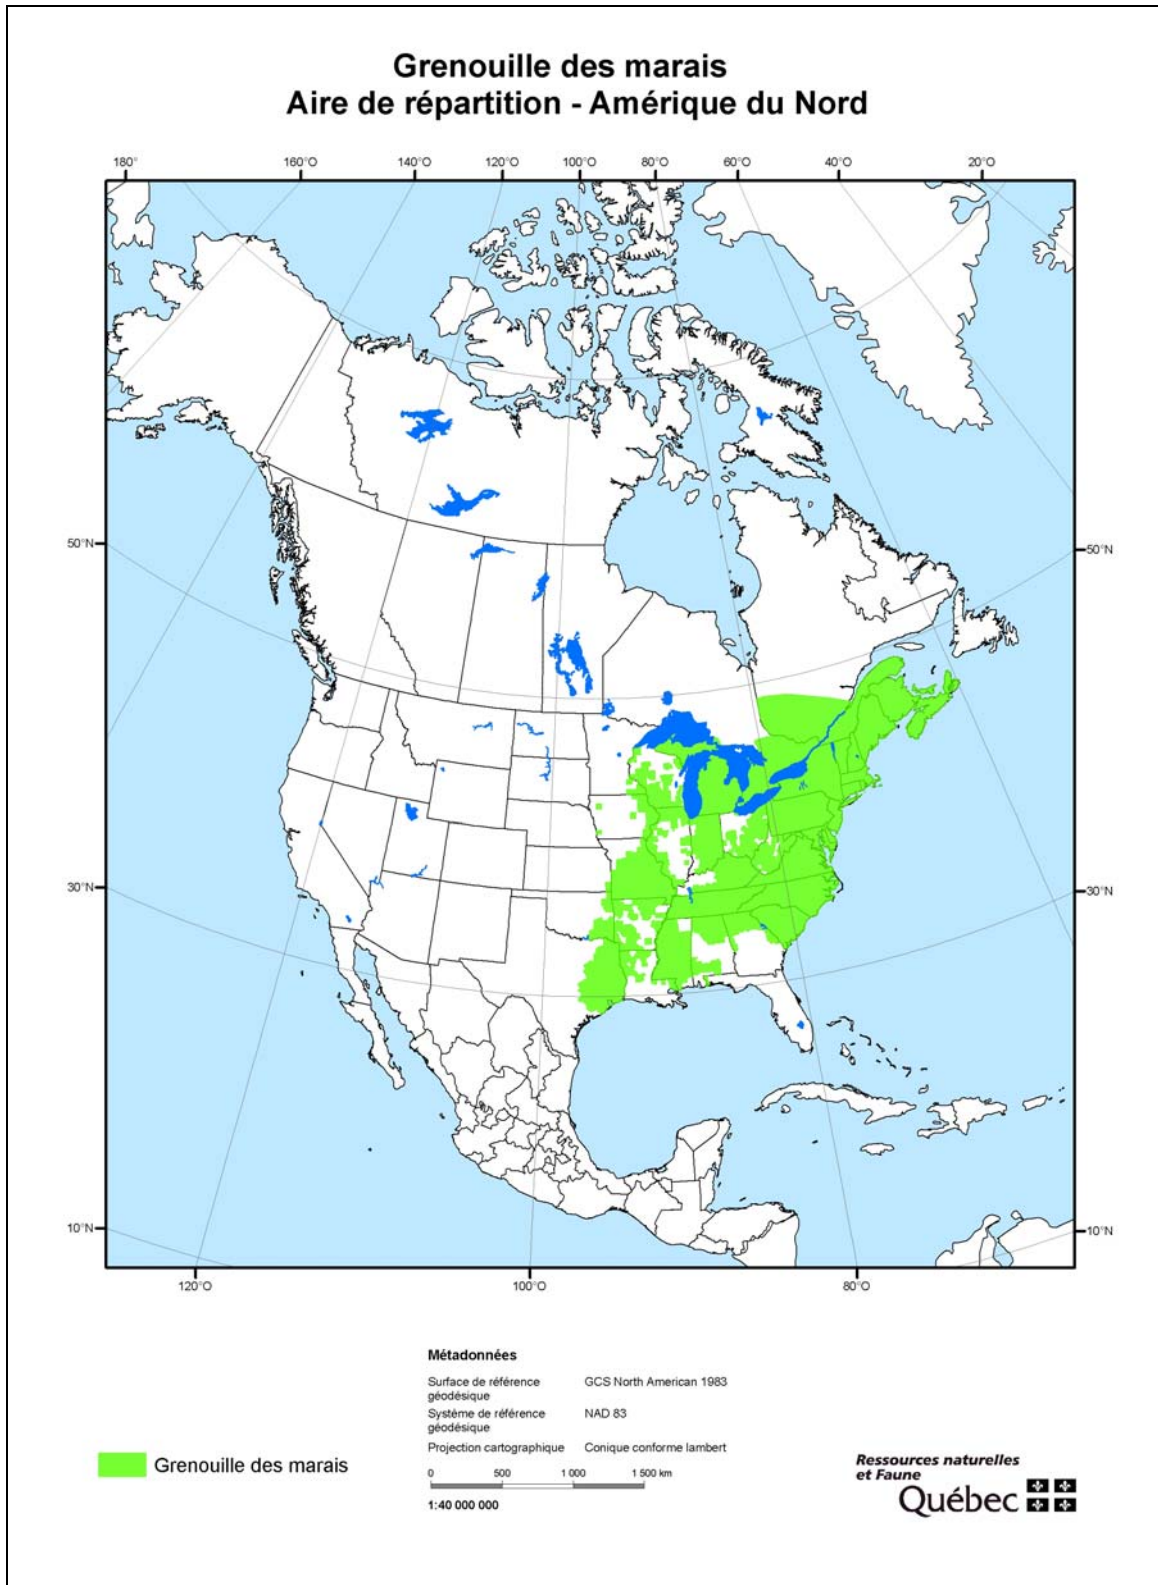 Grenouille des marais
Aire de répartition - Amérique du Nord
180° 160°O 140°O 120°O 100°O 80°O 60°O 40°O 20°O
50°N 50°N
30°N 30°N
10°N 10°N
120°O 100°O 80°O
Métadonnées
Surface de référence géodésique GCS North American 1983
Système de référence géodésique NAD 83
Projection cartographique Conique conforme lambert
0 500 1 000 1 500 km
1:40 000 000
Grenouille des marais
Ressources naturelles
et Faune
Québec